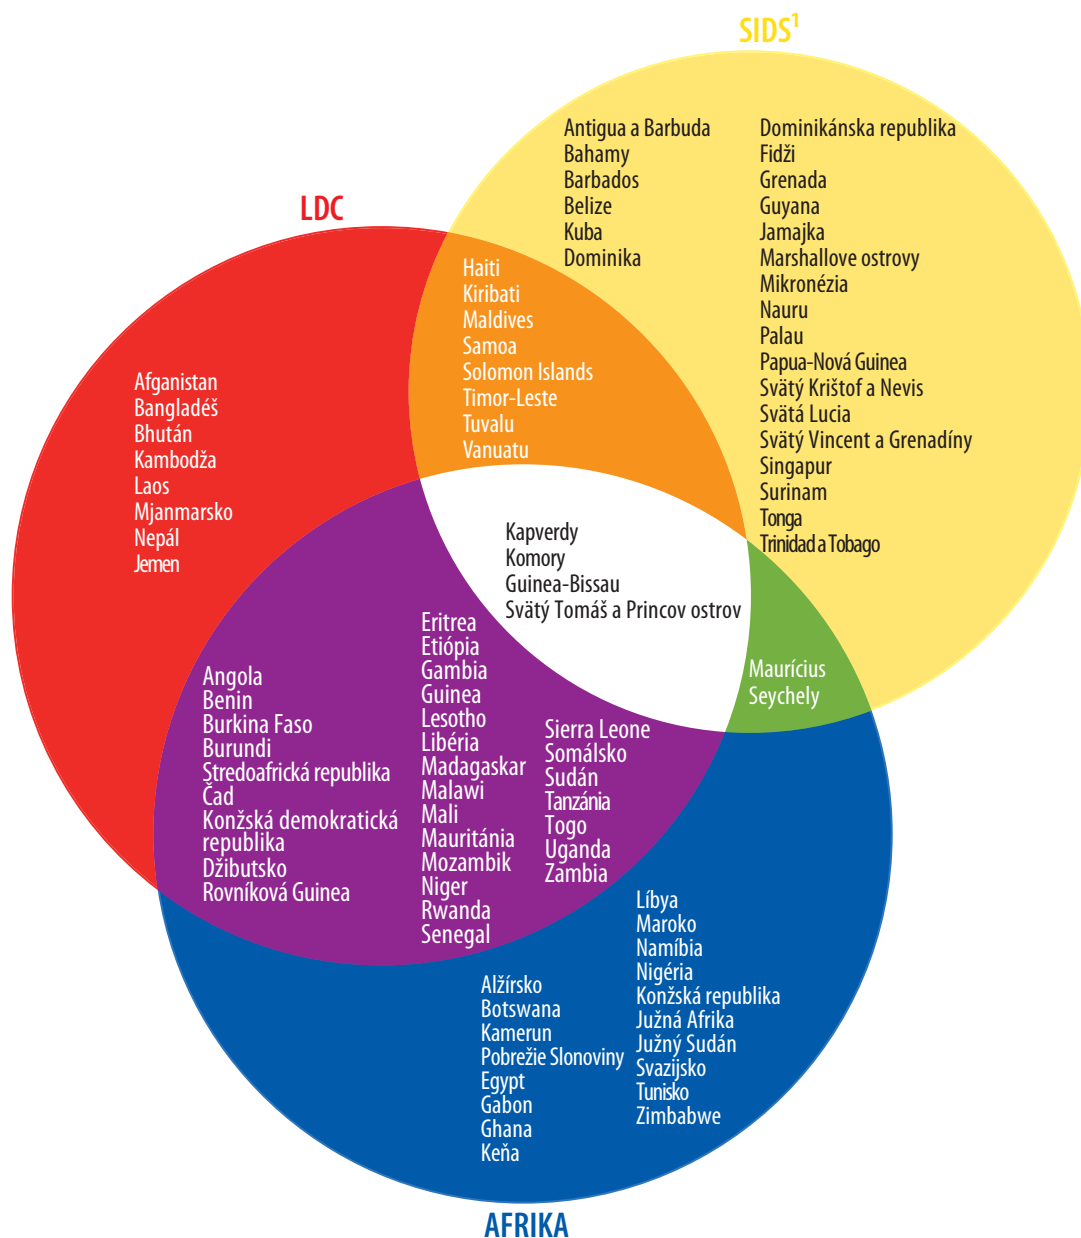 SIDS¹
Antigua a Barbuda
Bahamy
Barbados
Belize
Kuba
Dominika
Dominikánska republika
Fidži
Grenada
Guyana
Jamajka
Marshallove ostrovy
Mikronézia
Nauru
Palau
Papua-Nová Guinea
Svätý Krištof a Nevis
Svätá Lucia
Svätý Vincent a Grenadíny
Singapur
Surinam
Tonga
Trinidad a Tobago
LDC
Haiti
Kiribati
Maldives
Samoa
Solomon Islands
Timor-Leste
Tuvalu
Vanuatu
Afganistan
Bangladéš
Bhután
Kambodža
Laos
Mjanmarsko
Nepál
Jemen
Kapverdy
Komory
Guinea-Bissau
Svätý Tomáš a Princov ostrov
Maurícius
Seychely
Angola
Benin
Burkina Faso
Burundi
Stredoafrická republika
Čad
Konžská demokratická
republika
Džibutsko
Rovníková Guinea
Eritrea
Etiópia
Gambia
Guinea
Lesotho
Libéria
Madagaskar
Malawi
Mali
Mauritánia
Mozambik
Niger
Rwanda
Senegal
Sierra Leone
Somálsko
Sudán
Tanzánia
Togo
Uganda
Zambia
Alžírsko
Botswana
Kamerun
Pobrežie Slonoviny
Egypt
Gabon
Ghana
Keňa
Líbya
Maroko
Namíbia
Nigéria
Konžská republika
Južná Afrika
Južný Sudán
Svazijsko
Tunisko
Zimbabwe
AFRIKA